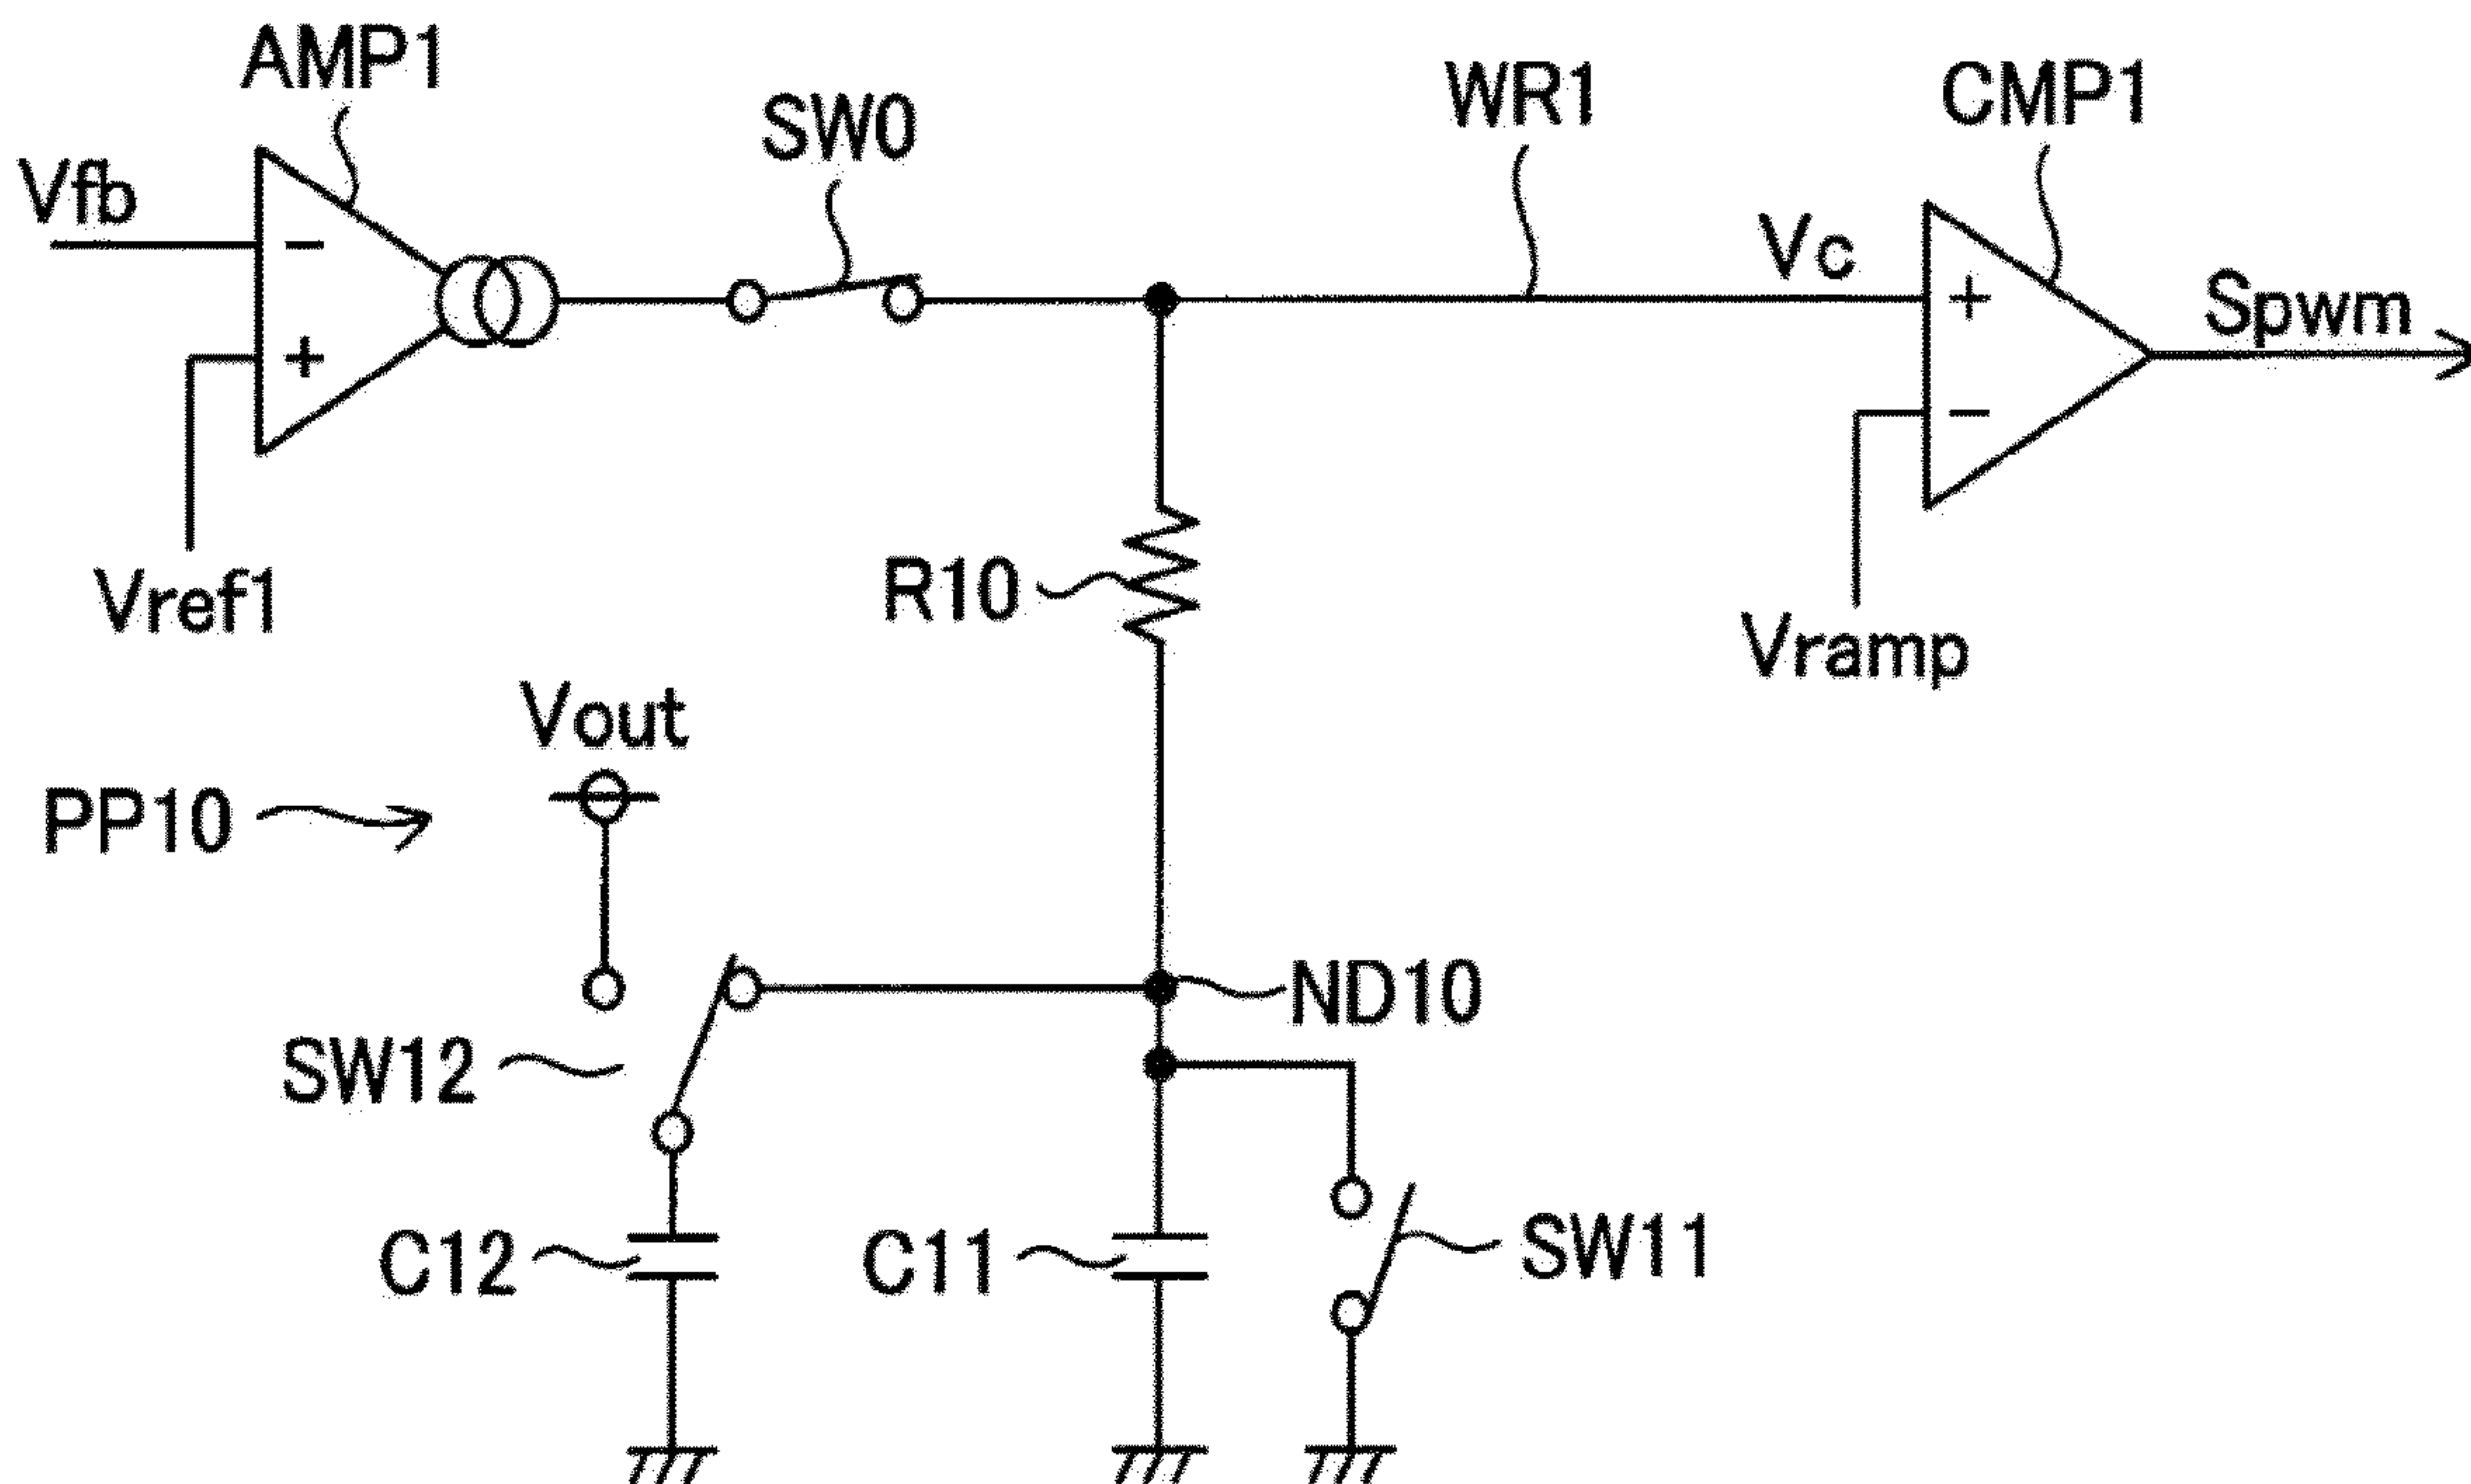 AMP1
SW0
WR1
CMP1
Vfb
−
+
Vc
+
−
Spwm
Vref1
R10
Vramp
Vout
PP10
ND10
SW12
C12
C11
SW11